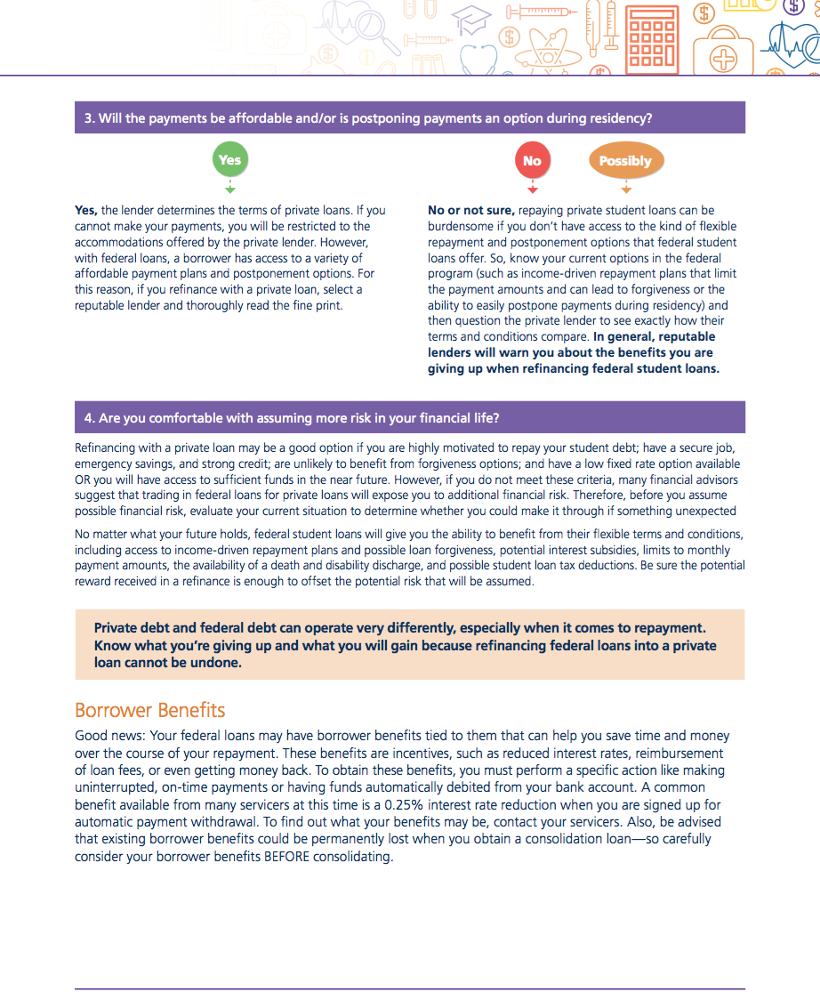 3. Will the payments be affordable and/or is postponing payments an option during residency?
Yes
Yes, the lender determines the terms of private loans. If you
cannot make your payments, you will be restricted to the
accommodations offered by the private lender. However,
with federal loans, a borrower has access to a variety of
affordable payment plans and postponement options. For
this reason, if you refinance with a private loan, select a
reputable lender and thoroughly read the fine print.
No
Possibly
No or not sure, repaying private student loans can be
burdensome if you don’t have access to the kind of flexible
repayment and postponement options that federal student
loans offer. So, know your current options in the federal
program (such as income-driven repayment plans that limit
the payment amounts and can lead to forgiveness or the
ability to easily postpone payments during residency) and
then question the private lender to see exactly how their
terms and conditions compare. In general, reputable
lenders will warn you about the benefits you are
giving up when refinancing federal student loans.
4. Are you comfortable with assuming more risk in your financial life?
Refinancing with a private loan may be a good option if you are highly motivated to repay your student debt; have a secure job,
emergency savings, and strong credit; are unlikely to benefit from forgiveness options; and have a low fixed rate option available
OR you will have access to sufficient funds in the near future. However, if you do not meet these criteria, many financial advisors
suggest that trading in federal loans for private loans will expose you to additional financial risk. Therefore, before you assume
possible financial risk, evaluate your current situation to determine whether you could make it through if something unexpected
No matter what your future holds, federal student loans will give you the ability to benefit from their flexible terms and conditions,
including access to income-driven repayment plans and possible loan forgiveness, potential interest subsidies, limits to monthly
payment amounts, the availability of a death and disability discharge, and possible student loan tax deductions. Be sure the potential
reward received in a refinance is enough to offset the potential risk that will be assumed.
Private debt and federal debt can operate very differently, especially when it comes to repayment.
Know what you’re giving up and what you will gain because refinancing federal loans into a private
loan cannot be undone.
Borrower Benefits
Good news: Your federal loans may have borrower benefits tied to them that can help you save time and money
over the course of your repayment. These benefits are incentives, such as reduced interest rates, reimbursement
of loan fees, or even getting money back. To obtain these benefits, you must perform a specific action like making
uninterrupted, on-time payments or having funds automatically debited from your bank account. A common
benefit available from many servicers at this time is a 0.25% interest rate reduction when you are signed up for
automatic payment withdrawal. To find out what your benefits may be, contact your servicers. Also, be advised
that existing borrower benefits could be permanently lost when you obtain a consolidation loan—so carefully
consider your borrower benefits BEFORE consolidating.